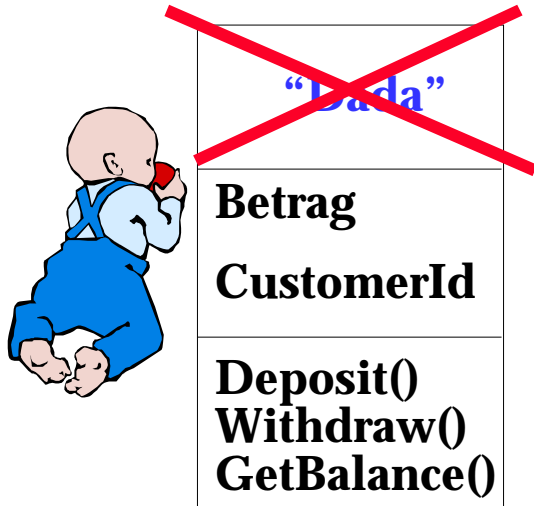 “Dada”
Betrag
CustomerId
Deposit()
Withdraw()
GetBalance()